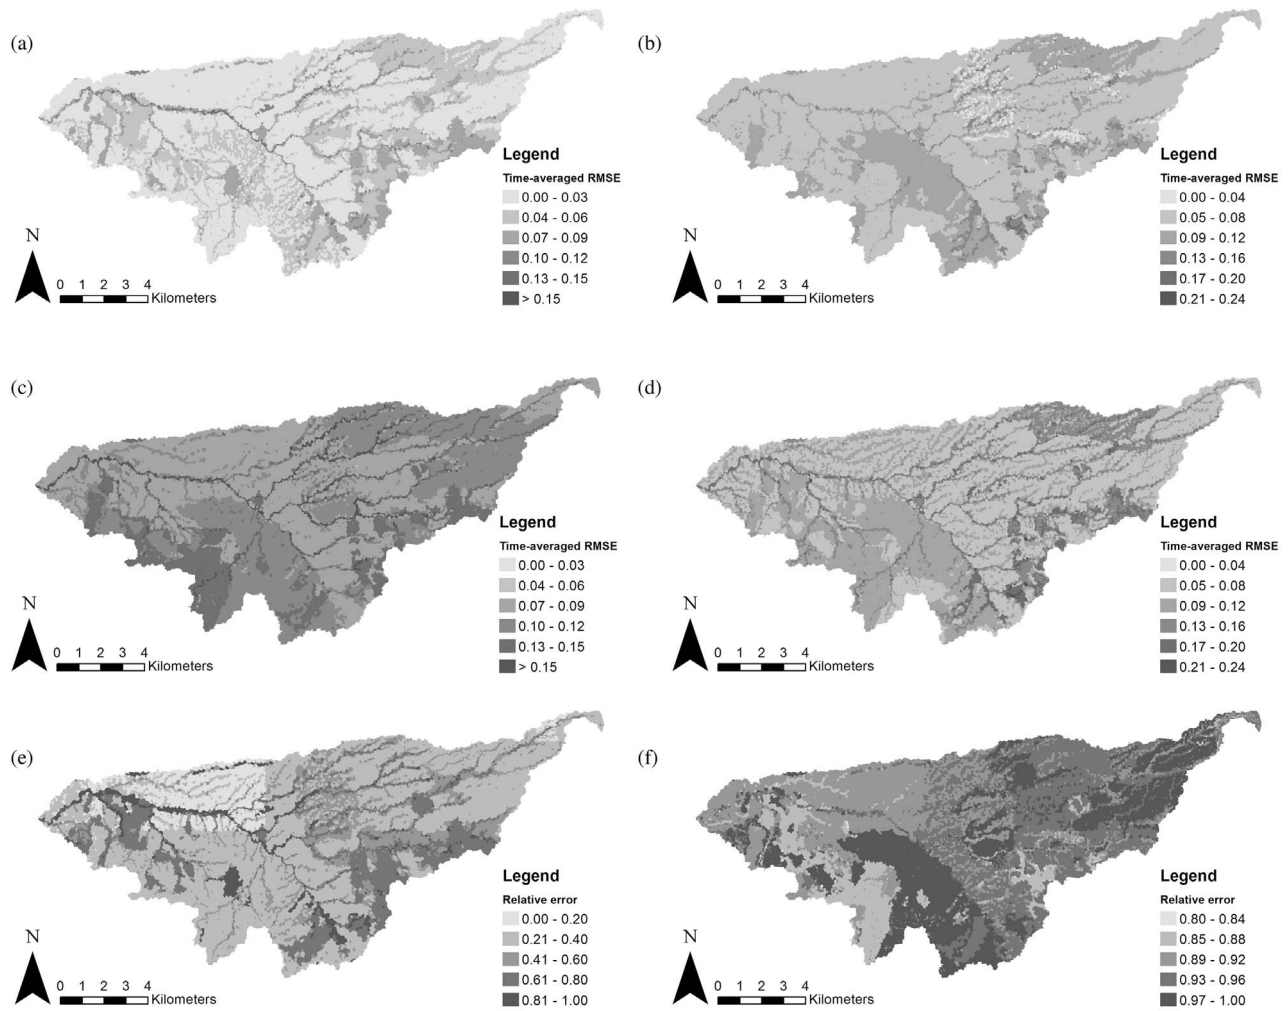 (a)
Legend
Time-averaged RMSE
0.00 - 0.03
0.04 - 0.06
0.07 - 0.09
0.10 - 0.12
0.13 - 0.15
> 0.15
N
0 1 2 3 4
Kilometers
(b)
Legend
Time-averaged RMSE
0.00 - 0.04
0.05 - 0.08
0.09 - 0.12
0.13 - 0.16
0.17 - 0.20
0.21 - 0.24
N
0 1 2 3 4
Kilometers
(c)
Legend
Time-averaged RMSE
0.00 - 0.03
0.04 - 0.06
0.07 - 0.09
0.10 - 0.12
0.13 - 0.15
> 0.15
N
0 1 2 3 4
Kilometers
(d)
Legend
Time-averaged RMSE
0.00 - 0.04
0.05 - 0.08
0.09 - 0.12
0.13 - 0.16
0.17 - 0.20
0.21 - 0.24
N
0 1 2 3 4
Kilometers
(e)
Legend
Relative error
0.00 - 0.20
0.21 - 0.40
0.41 - 0.60
0.61 - 0.80
0.81 - 1.00
N
0 1 2 3 4
Kilometers
(f)
Legend
Relative error
0.80 - 0.84
0.85 - 0.88
0.89 - 0.92
0.93 - 0.96
0.97 - 1.00
N
0 1 2 3 4
Kilometers